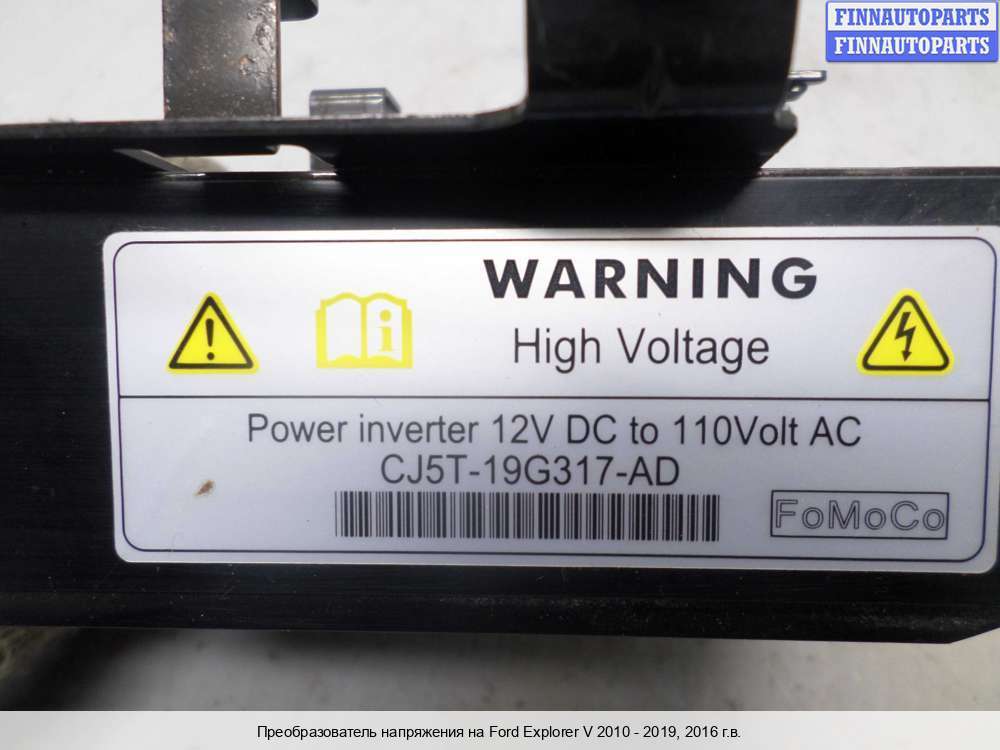 FINNAUTOPARTS
FINNAUTOPARTS
WARNING
High Voltage
Power inverter 12V DC to 110Volt AC
CJ5T-19G317-AD
FoMoCo
Преобразователь напряжения на Ford Explorer V 2010 - 2019, 2016 г.в.